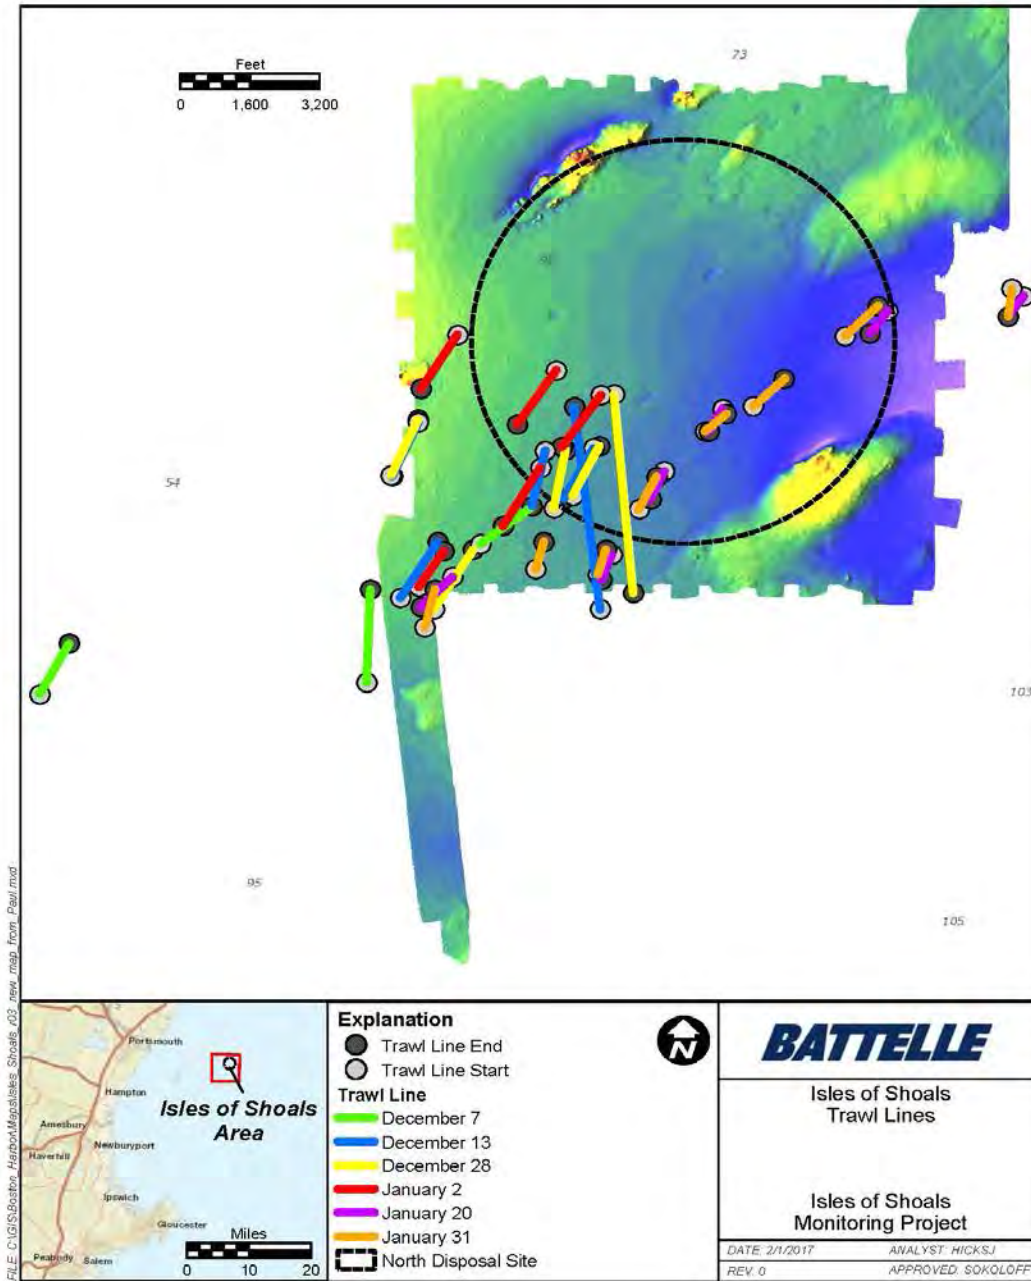 Feet
0 1,600 3,200
73
54
103
95
105
Portsmouth
Hampton
Amesbury
Newburyport
Haverhill
Ipswich
Gloucester
Peabody
Salem
Isles of Shoals
Area
Miles
0 10 20
Explanation
Trawl Line End
Trawl Line Start
Trawl Line
December 7
December 13
December 28
January 2
January 20
January 31
North Disposal Site
N
BATTELLE
Isles of Shoals
Trawl Lines
Isles of Shoals
Monitoring Project
DATE: 2/1/2017 ANALYST: HICKSJ
REV. 0 APPROVED: SOKOLOFF